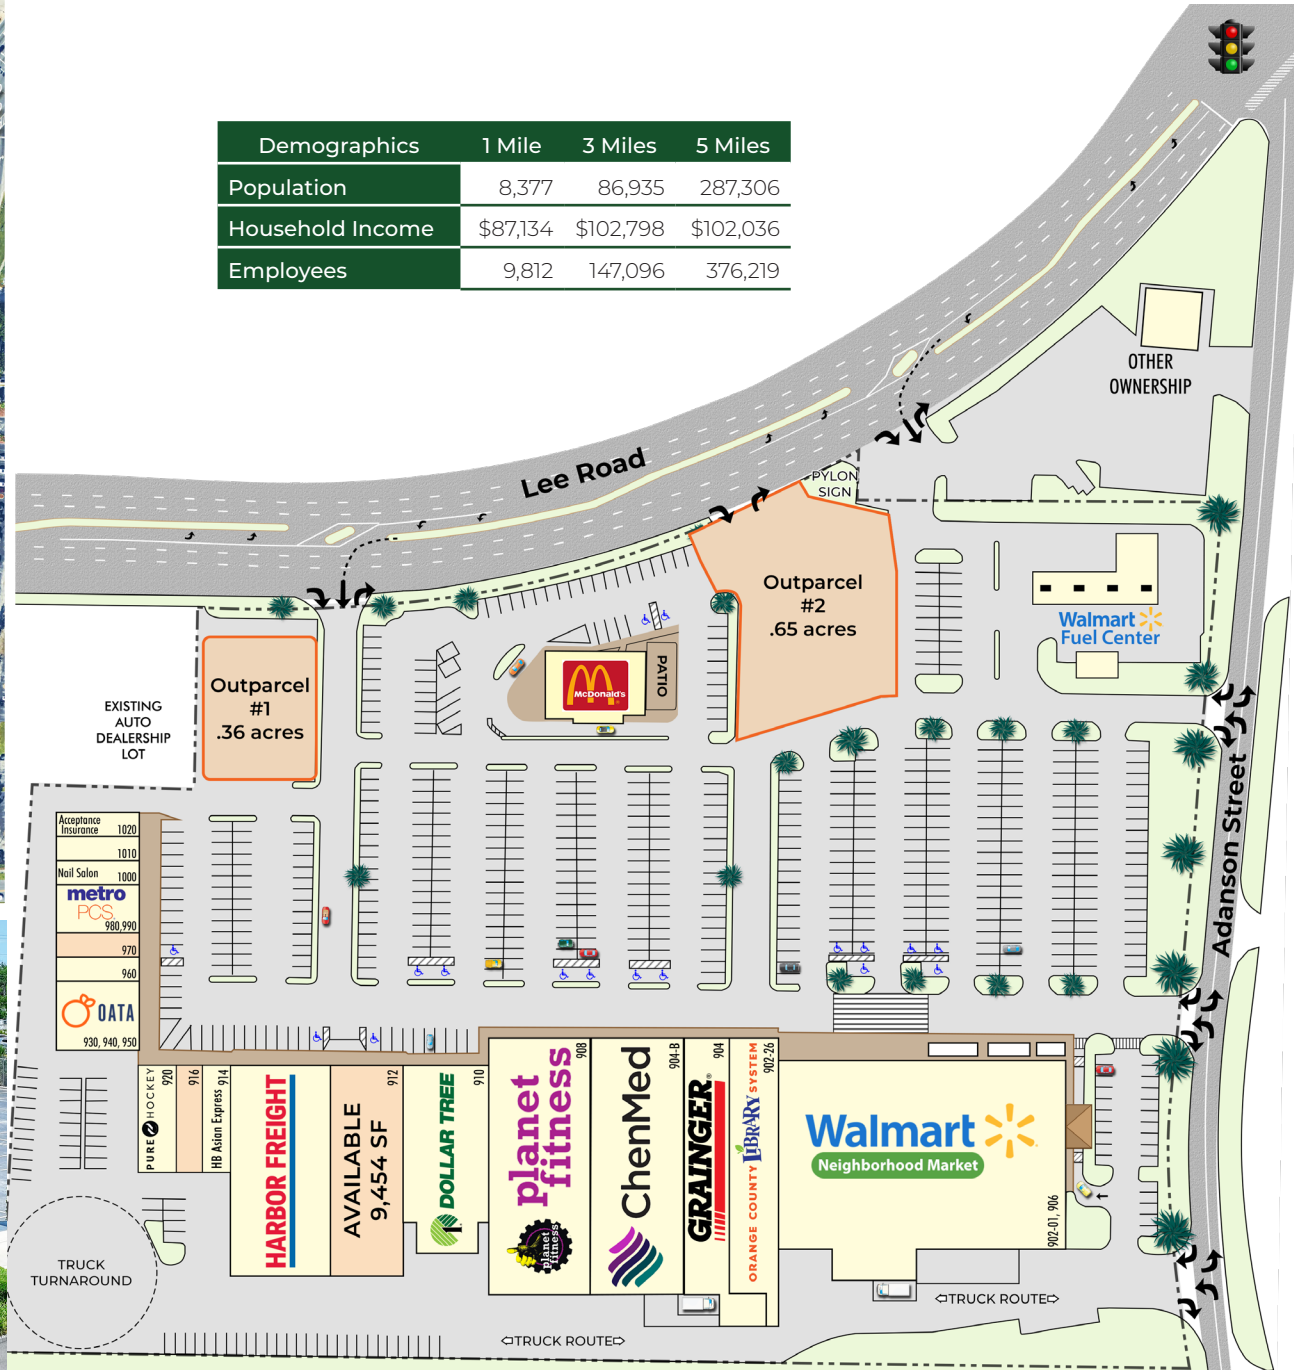 Demographics 1 Mile 3 Miles 5 Miles
Population 8,377 86,935 287,306
Household Income $87,134 $102,798 $102,036
Employees 9,812 147,096 376,219
Lee Road
OTHER
OWNERSHIP
PYLON
SIGN
Outparcel
#2
.65 acres
Walmart
Fuel Center
Outparcel
#1
.36 acres
McDonald's
PATIO
EXISTING
AUTO
DEALERSHIP
LOT
Adanson Street
Acceptance
Insurance 1020
1010
Nail Salon 1000
metro
PCS.
980,990
970
960
OATA
930, 940, 950
PURE HOCKEY
920
916
HB Asian Express 914
HARBOR FREIGHT
AVAILABLE
9,454 SF
912
DOLLAR TREE
910
planet
fitness
planet
fitness
908
ChenMed
904-B
GRAINGER
904
ORANGE COUNTY LIBRARY SYSTEM
902-26
Walmart
Neighborhood Market
902-01, 906
TRUCK
TURNAROUND
TRUCK ROUTE
TRUCK ROUTE